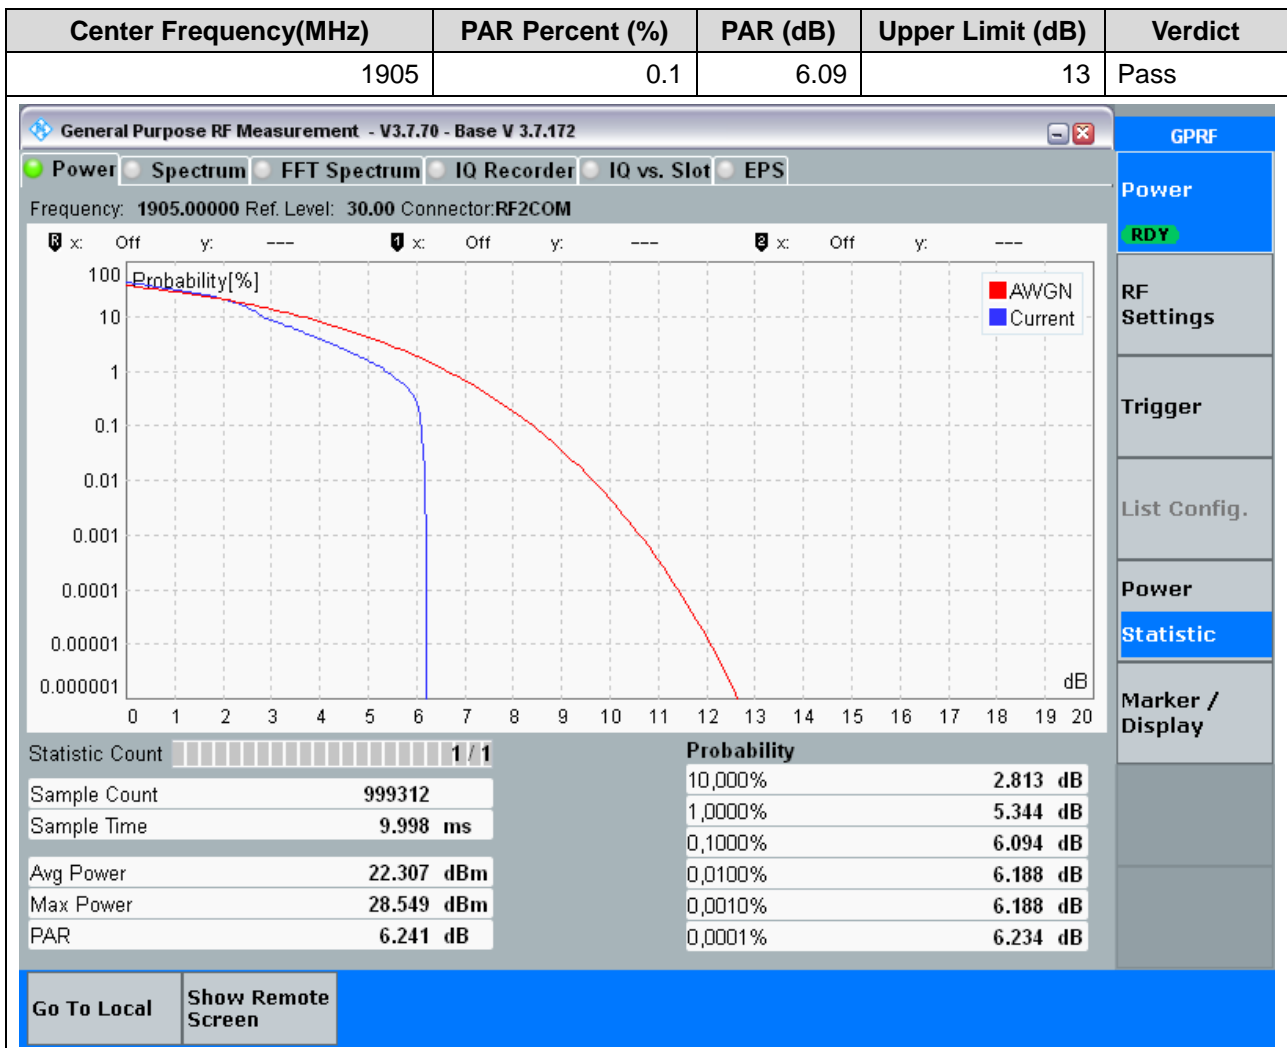 Center Frequency(MHz) PAR Percent (%) PAR (dB) Upper Limit (dB) Verdict
1905 0.1 6.09 13 Pass
General Purpose RF Measurement - V3.7.70 - Base V 3.7.172
GPRF
Power Spectrum FFT Spectrum IQ Recorder IQ vs. Slot EPS
Power
RDY
Frequency: 1905.00000 Ref. Level: 30.00 Connector:RF2COM
R x: Off y: --- 1 x: Off y: --- 2 x: Off y: ---
Probability[%]
AWGN
Current
100
10
1
0.1
0.01
0.001
0.0001
0.00001
0.000001
dB
0 1 2 3 4 5 6 7 8 9 10 11 12 13 14 15 16 17 18 19 20
RF
Settings
Trigger
List Config.
Power
Statistic
Marker /
Display
Statistic Count 1 / 1
Sample Count 999312
Sample Time 9.998 ms
Avg Power 22.307 dBm
Max Power 28.549 dBm
PAR 6.241 dB
Probability
10,000% 2.813 dB
1,0000% 5.344 dB
0,1000% 6.094 dB
0,0100% 6.188 dB
0,0010% 6.188 dB
0,0001% 6.234 dB
Go To Local
Show Remote
Screen